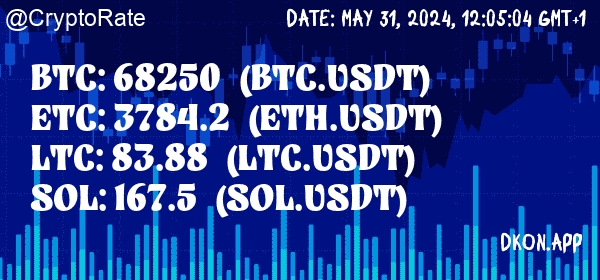 @CryptoRate
DATE: MAY 31, 2024, 12:05:04 GMT+1
BTC: 68250 (BTC.USDT)
ETC: 3784.2 (ETH.USDT)
LTC: 83.88 (LTC.USDT)
SOL: 167.5 (SOL.USDT)
DKON.APP